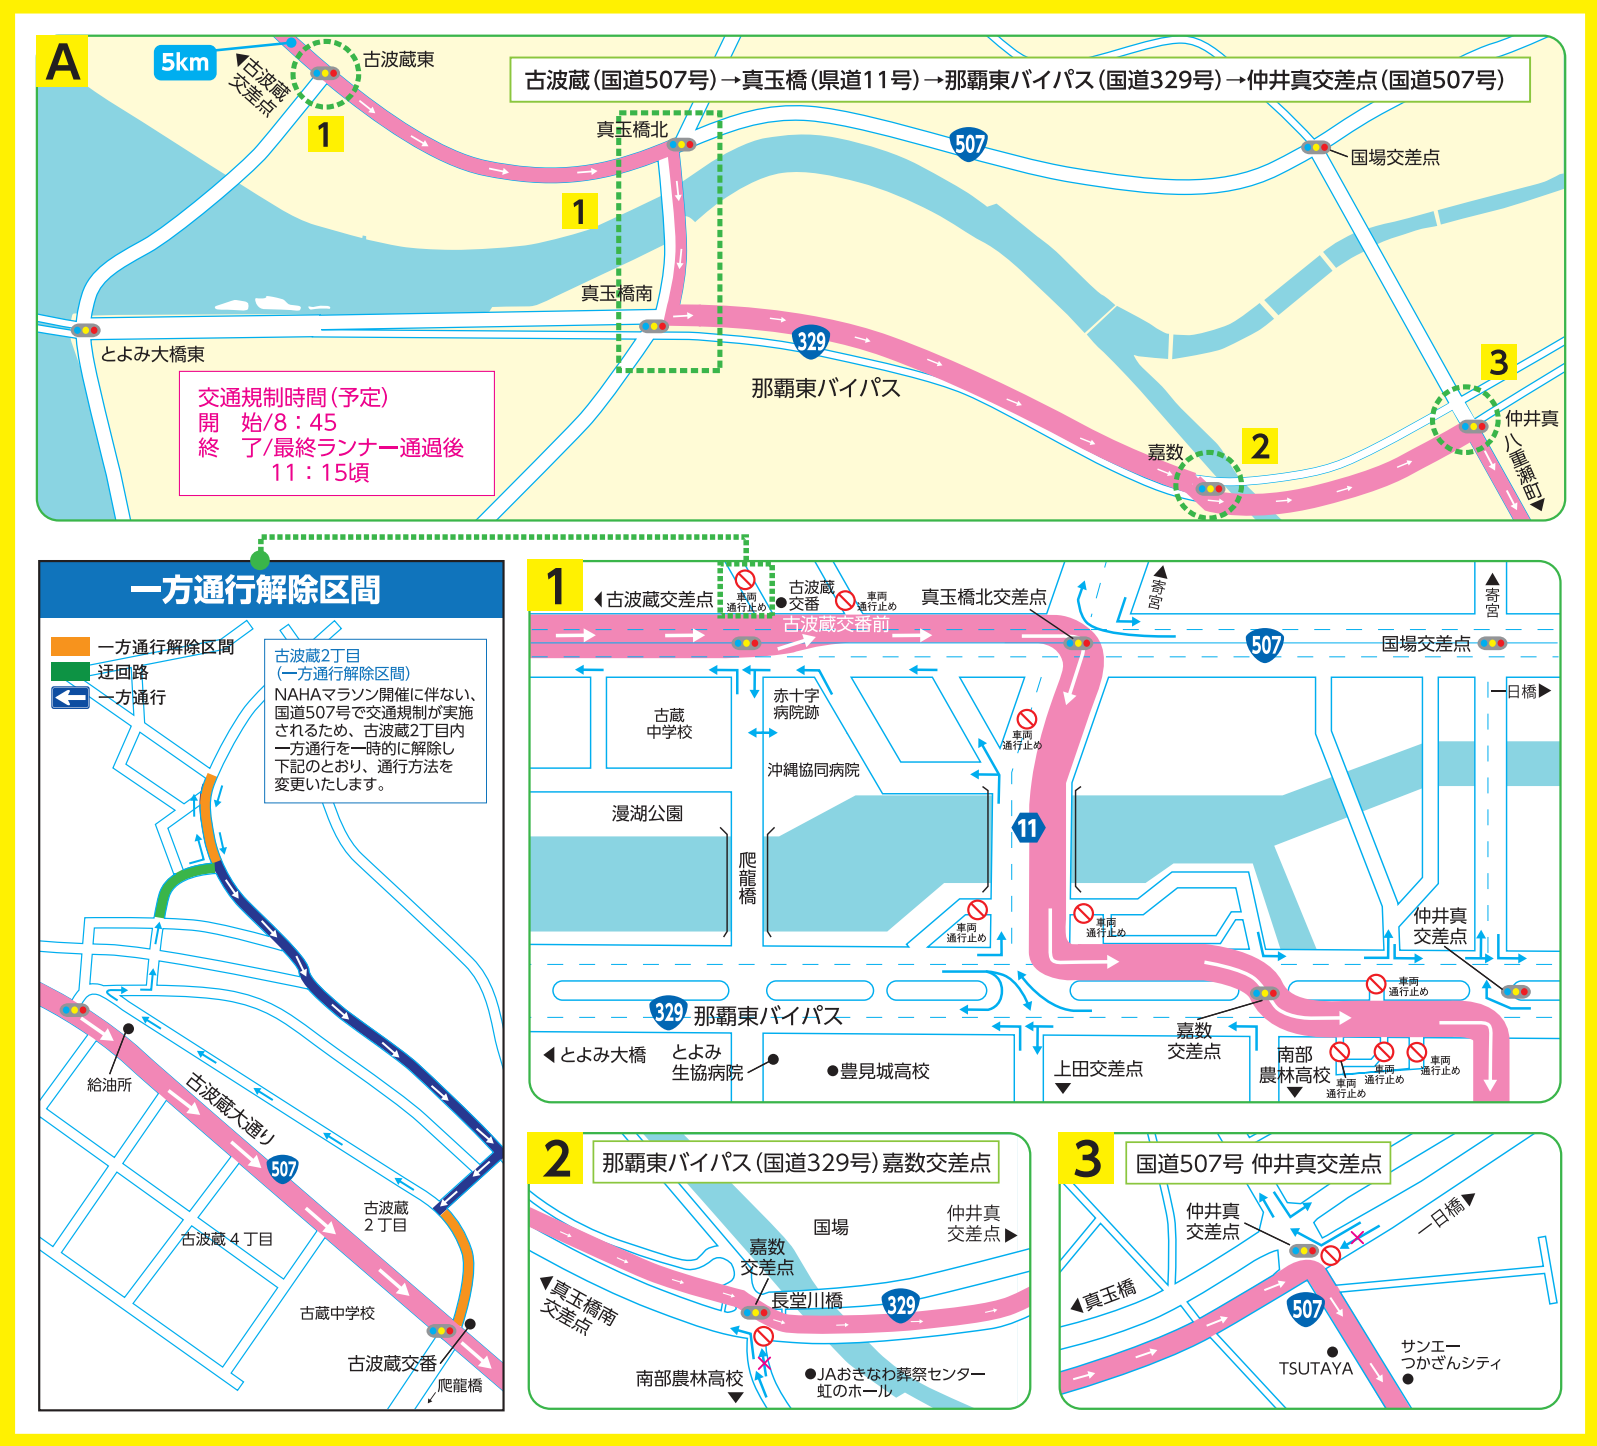 A
5km
古波蔵
交差点
古波蔵東
古波蔵（国道507号）→真玉橋（県道11号）→那覇東バイパス（国道329号）→仲井真交差点（国道507号）
1
真玉橋北
507
国場交差点
1
真玉橋南
とよみ大橋東
329
那覇東バイパス
3
仲井真
八重瀬町
嘉数
2
交通規制時間（予定）
開　始/8：45
終　了/最終ランナー通過後
11：15頃
一方通行解除区間
一方通行解除区間
迂回路
一方通行
古波蔵2丁目
（一方通行解除区間）
NAHAマラソン開催に伴ない、
国道507号で交通規制が実施
されるため、古波蔵2丁目内
一方通行を一時的に解除し
下記のとおり、通行方法を
変更いたします。
給油所
古波蔵大通り
507
古波蔵
2丁目
古波蔵4丁目
古蔵中学校
古波蔵交番
爬龍橋
1
古波蔵交差点
車両
通行止め
古波蔵
交番
車両
通行止め
真玉橋北交差点
寄宮
寄宮
古波蔵交番前
507
国場交差点
一日橋
古蔵
中学校
赤十字
病院跡
車両
通行止め
沖縄協同病院
漫湖公園
爬龍橋
11
車両
通行止め
車両
通行止め
仲井真
交差点
車両
通行止め
329
那覇東バイパス
とよみ大橋
とよみ
生協病院
豊見城高校
上田交差点
嘉数
交差点
南部
農林高校
車両
通行止め
車両
通行止め
車両
通行止め
2
那覇東バイパス（国道329号）嘉数交差点
国場
仲井真
交差点
嘉数
交差点
長堂川橋
329
真玉橋南
交差点
南部農林高校
JAおきなわ葬祭センター
虹のホール
3
国道507号 仲井真交差点
仲井真
交差点
一日橋
真玉橋
507
TSUTAYA
サンエー
つかざんシティ